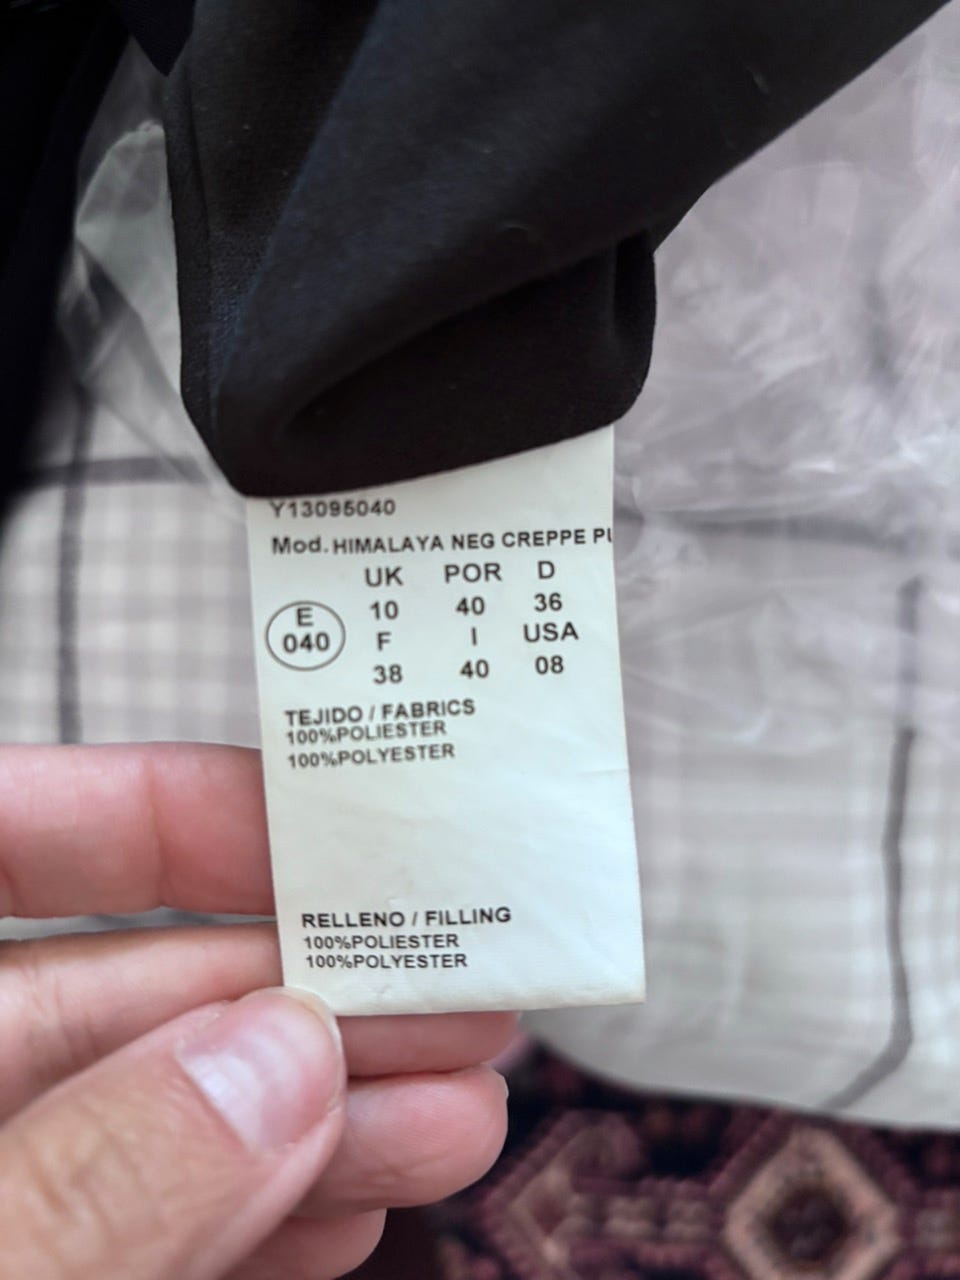 Y13095040
Mod. HIMALAYA NEG CREPPE
UK POR D
E 10 40 36
040 F I USA
38 40 08
TEJIDO / FABRICS
100%POLIESTER
100%POLYESTER
RELLENO / FILLING
100%POLIESTER
100%POLYESTER